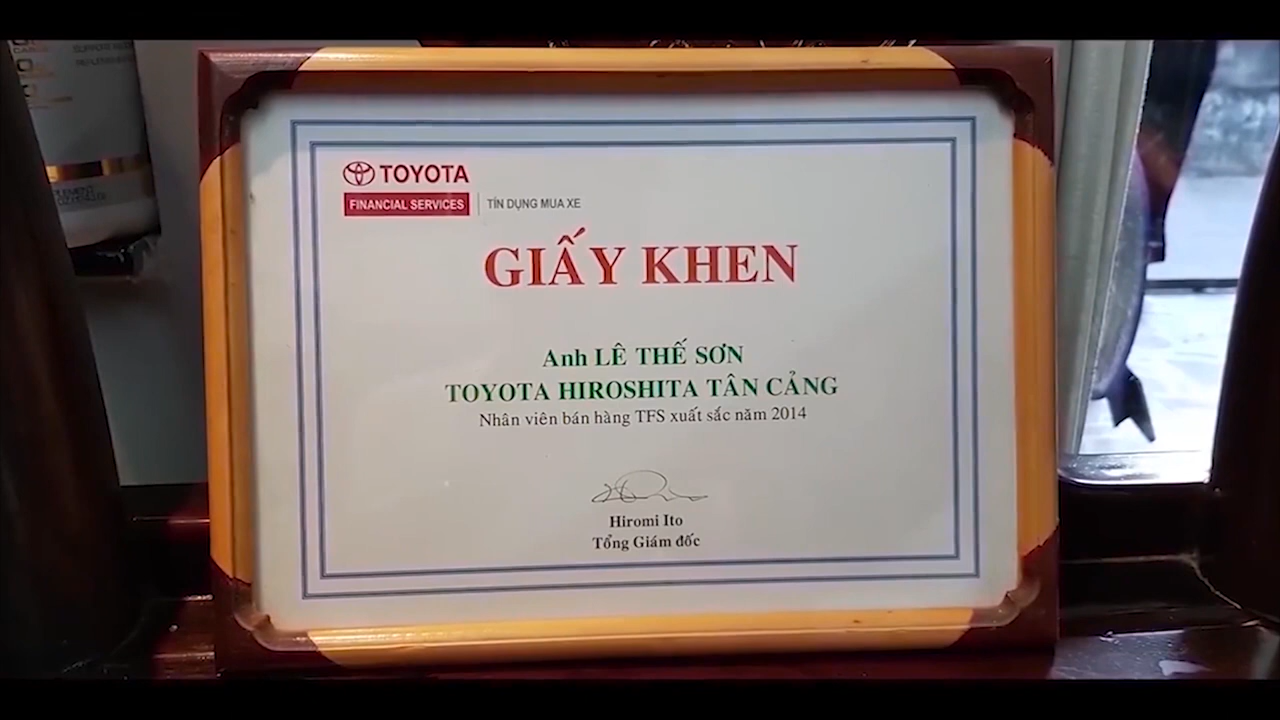 TOYOTA
FINANCIAL SERVICES | TÍN DỤNG MUA XE
GIẤY KHEN
Anh LÊ THẾ SƠN
TOYOTA HIROSHITA TÂN CẢNG
Nhân viên bán hàng TFS xuất sắc năm 2014
Hiromi Ito
Tổng Giám đốc